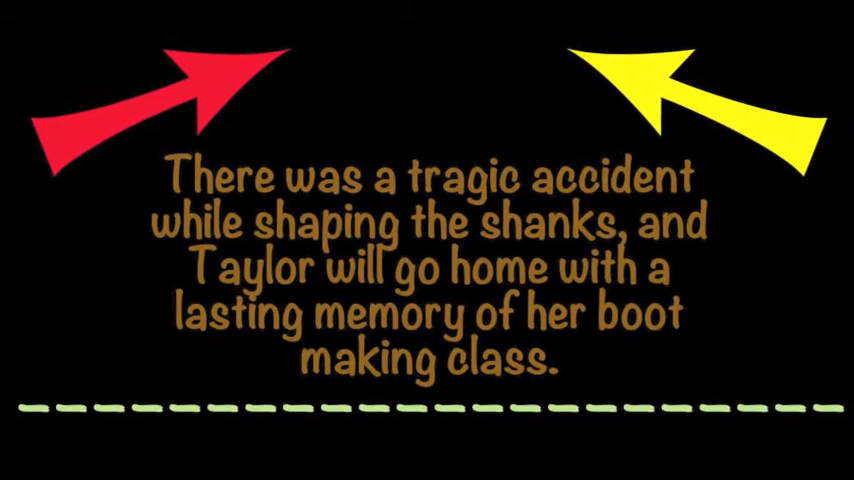 There was a tragic accident
while shaping the shanks, and
Taylor will go home with a
lasting memory of her boot
making class.